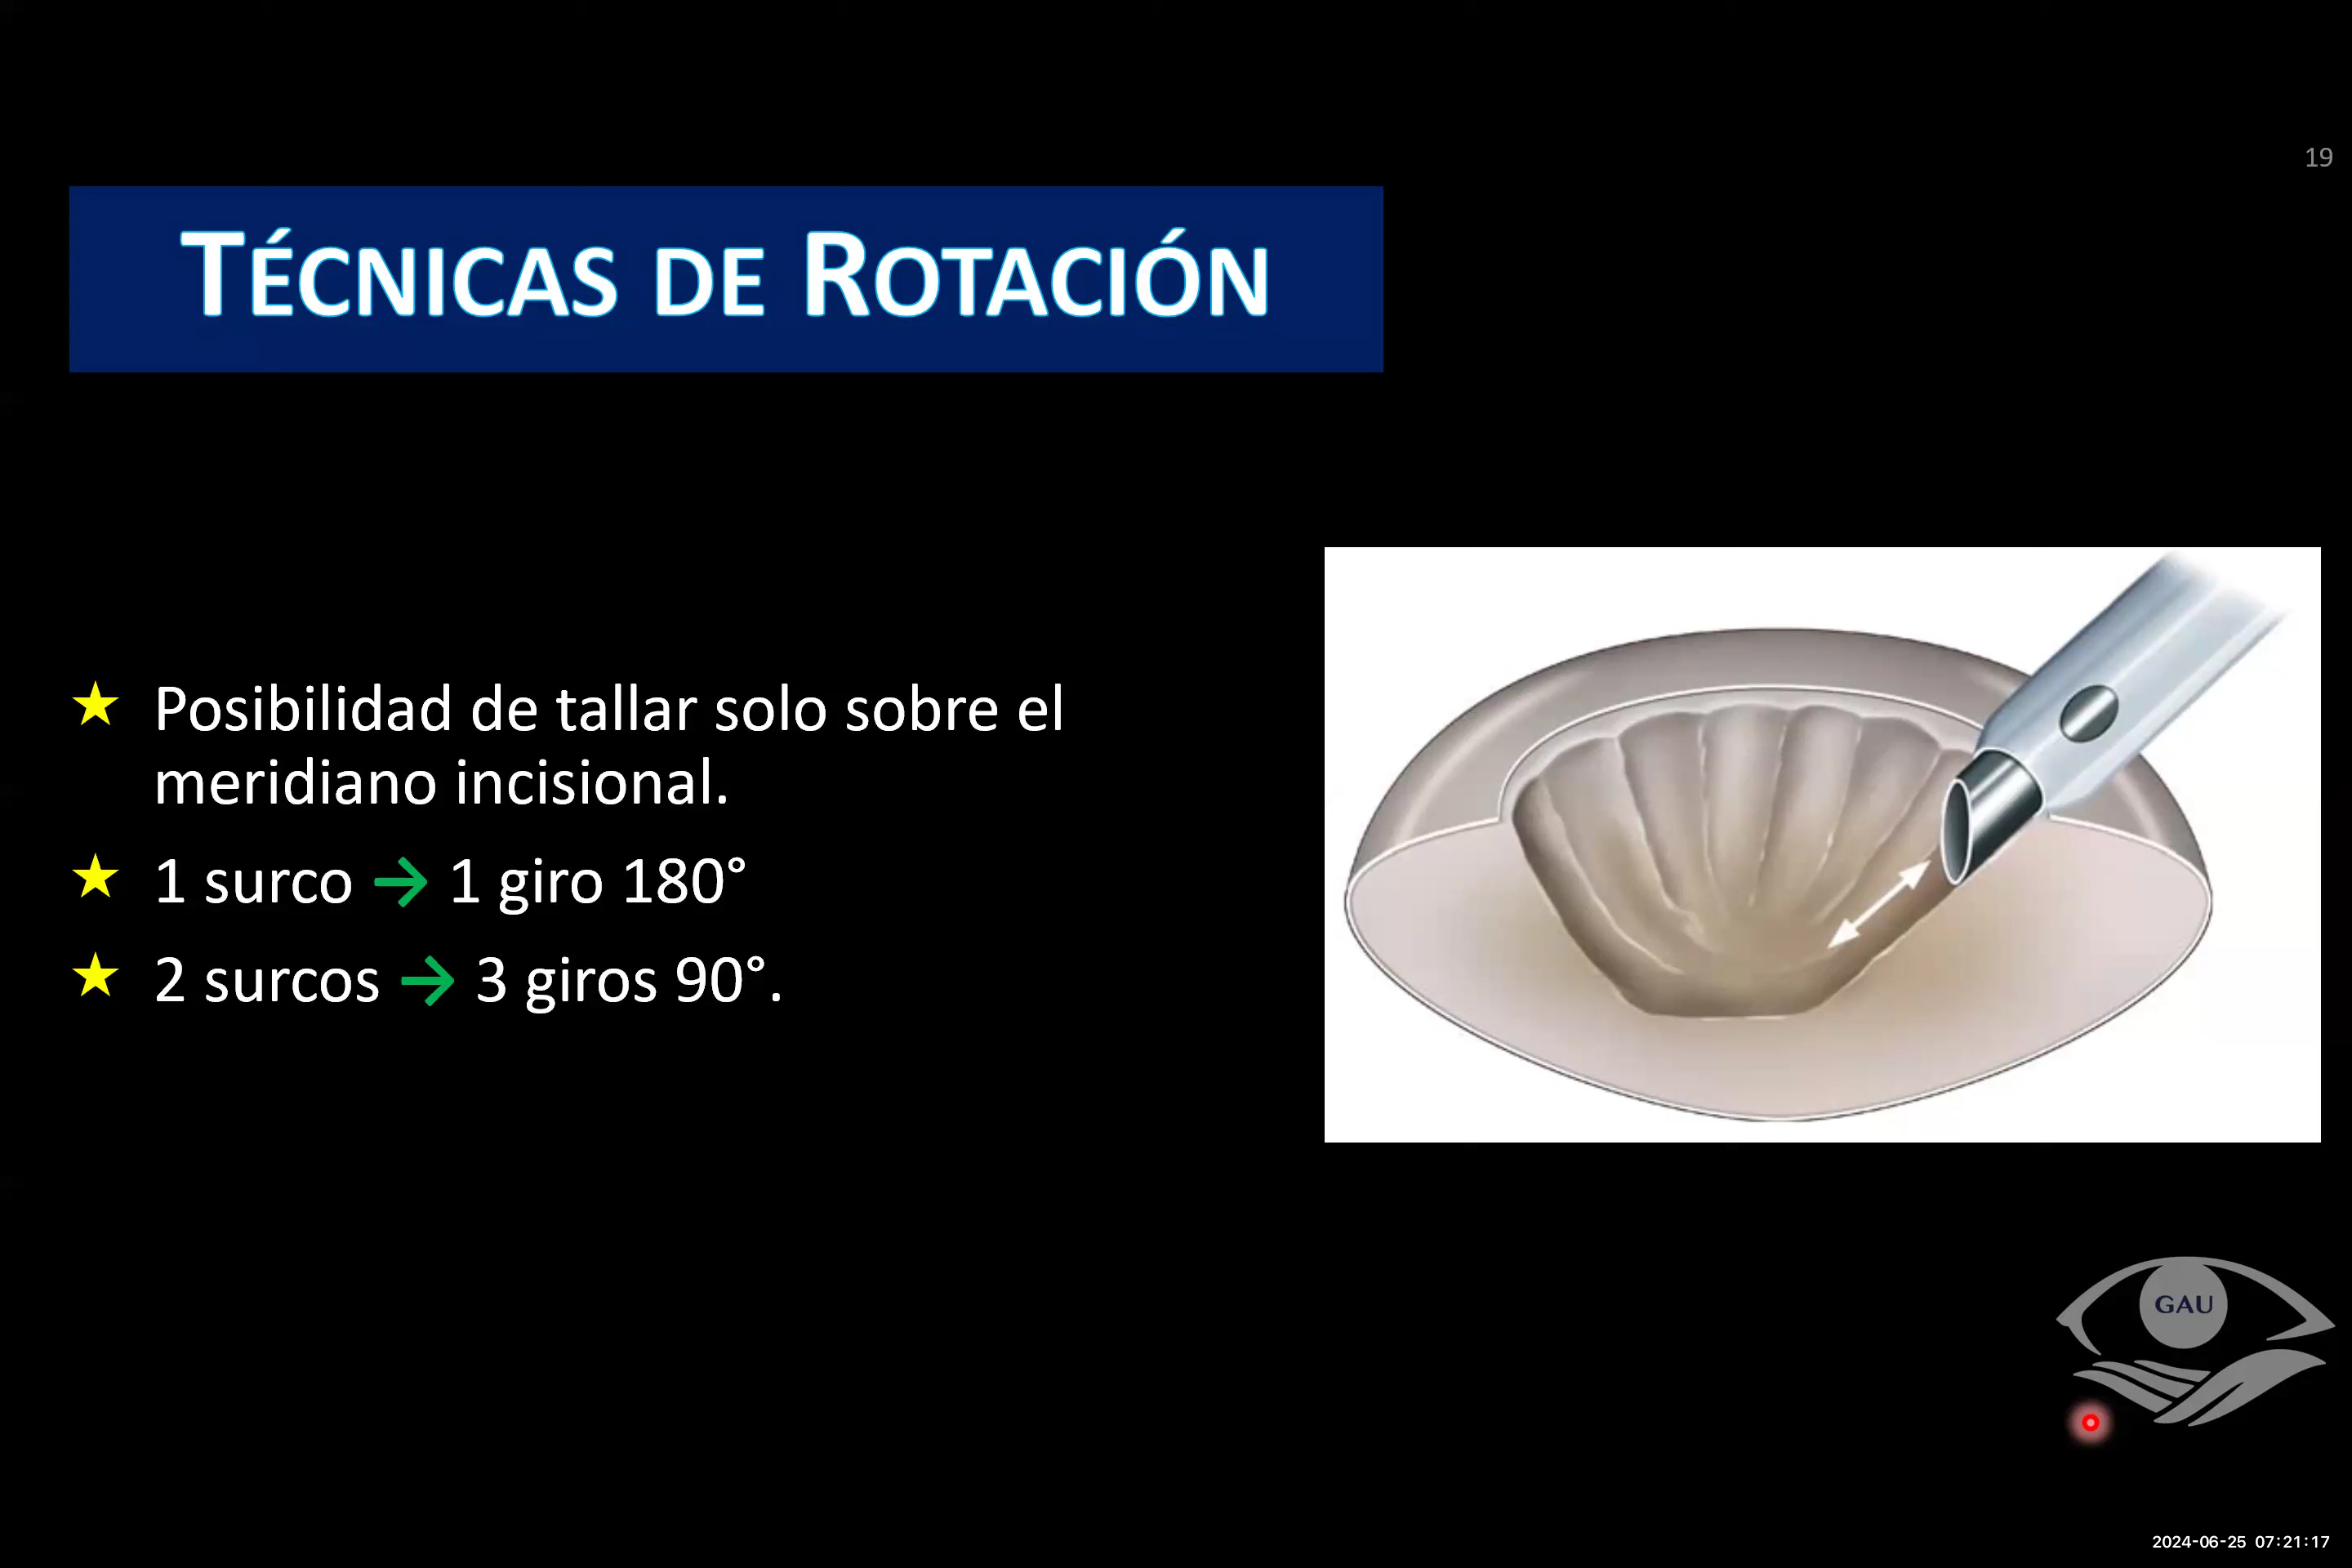 19
TÉCNICAS DE ROTACIÓN
Posibilidad de tallar solo sobre el
meridiano incisional.
1 surco → 1 giro 180°
2 surcos → 3 giros 90°.
GAU
2024-06-25 07:21:17